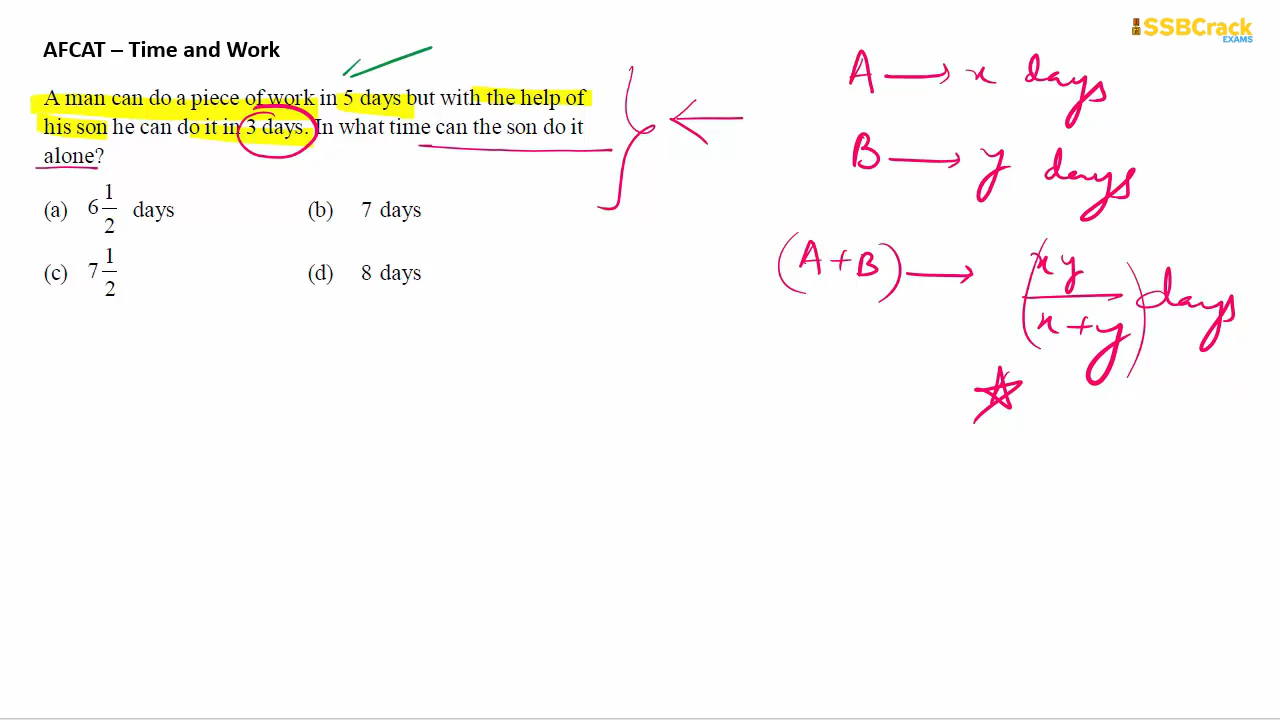 SSBCrack
EXAMS
AFCAT – Time and Work
A man can do a piece of work in 5 days but with the help of
his son he can do it in 3 days. In what time can the son do it
alone?
(a) 6 1/2 days (b) 7 days
(c) 7 1/2 (d) 8 days
A → x days
B → y days
(A+B) → (xy/(x+y)) days